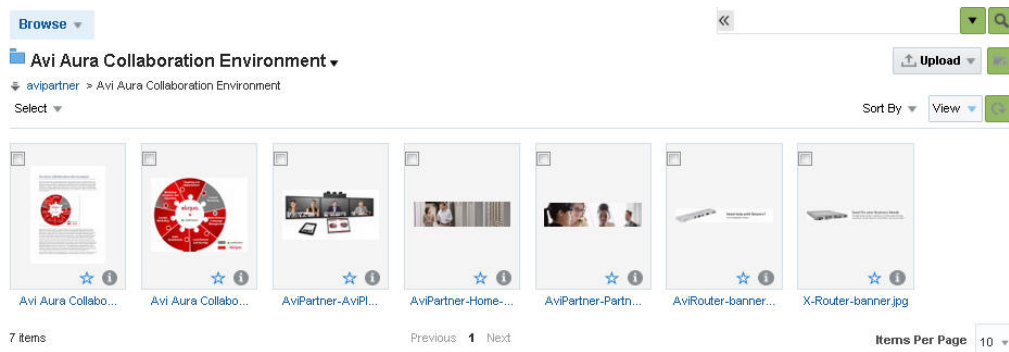 Browse
Avi Aura Collaboration Environment
Upload
avipartner > Avi Aura Collaboration Environment
Select
Sort By
View
Avi Aura Collabo...
Avi Aura Collabo...
AviPartner-AviPl...
AviPartner-Home-...
AviPartner-Partn...
AviRouter-banner...
X-Router-banner.jpg
7 items
Previous 1 Next
Items Per Page 10